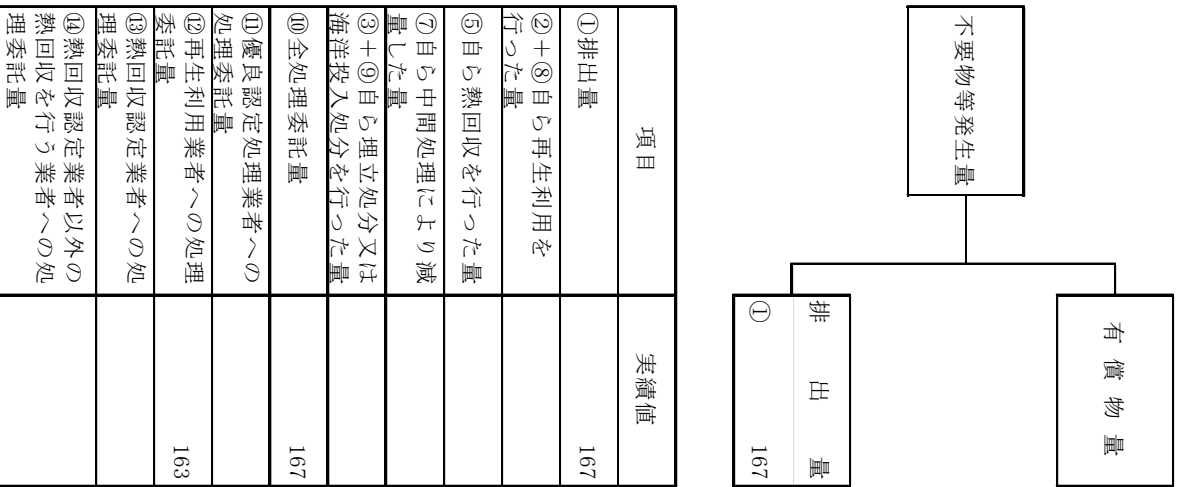 不要物等発生量
有償物量
排出量
① 167
項目 実績値
①排出量 167
②+⑧自ら再生利用を
行った量
⑤自ら熱回収を行った量
⑦自ら中間処理により減
量した量
③+⑨自ら埋立処分又は
海洋投入処分を行った量
⑩全処理委託量 167
⑪優良認定処理業者への
処理委託量
⑫再生利用業者への処理
委託量 163
⑬熱回収認定業者への処
理委託量
⑭熱回収認定業者以外の
熱回収を行う業者への処
理委託量